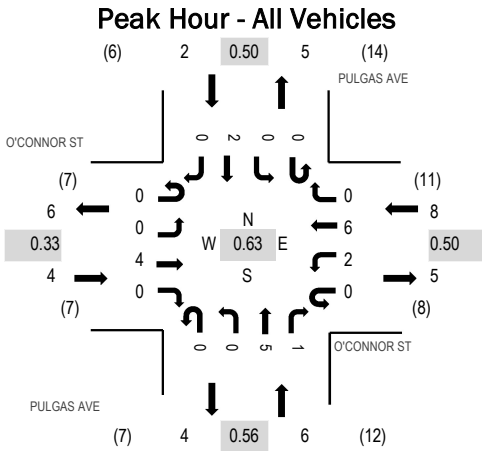 Peak Hour - All Vehicles
(6) 2 0.50 5 (14)
PULGAS AVE
0 2 0 0
O'CONNOR ST
(7) 0 0 (11)
6 0 N 6 8
0.33 W 0.63 E 0.50
4 4 S 2 5
(7) 0 0 (8)
0 0 5 1
O'CONNOR ST
PULGAS AVE
(7) 4 0.56 6 (12)